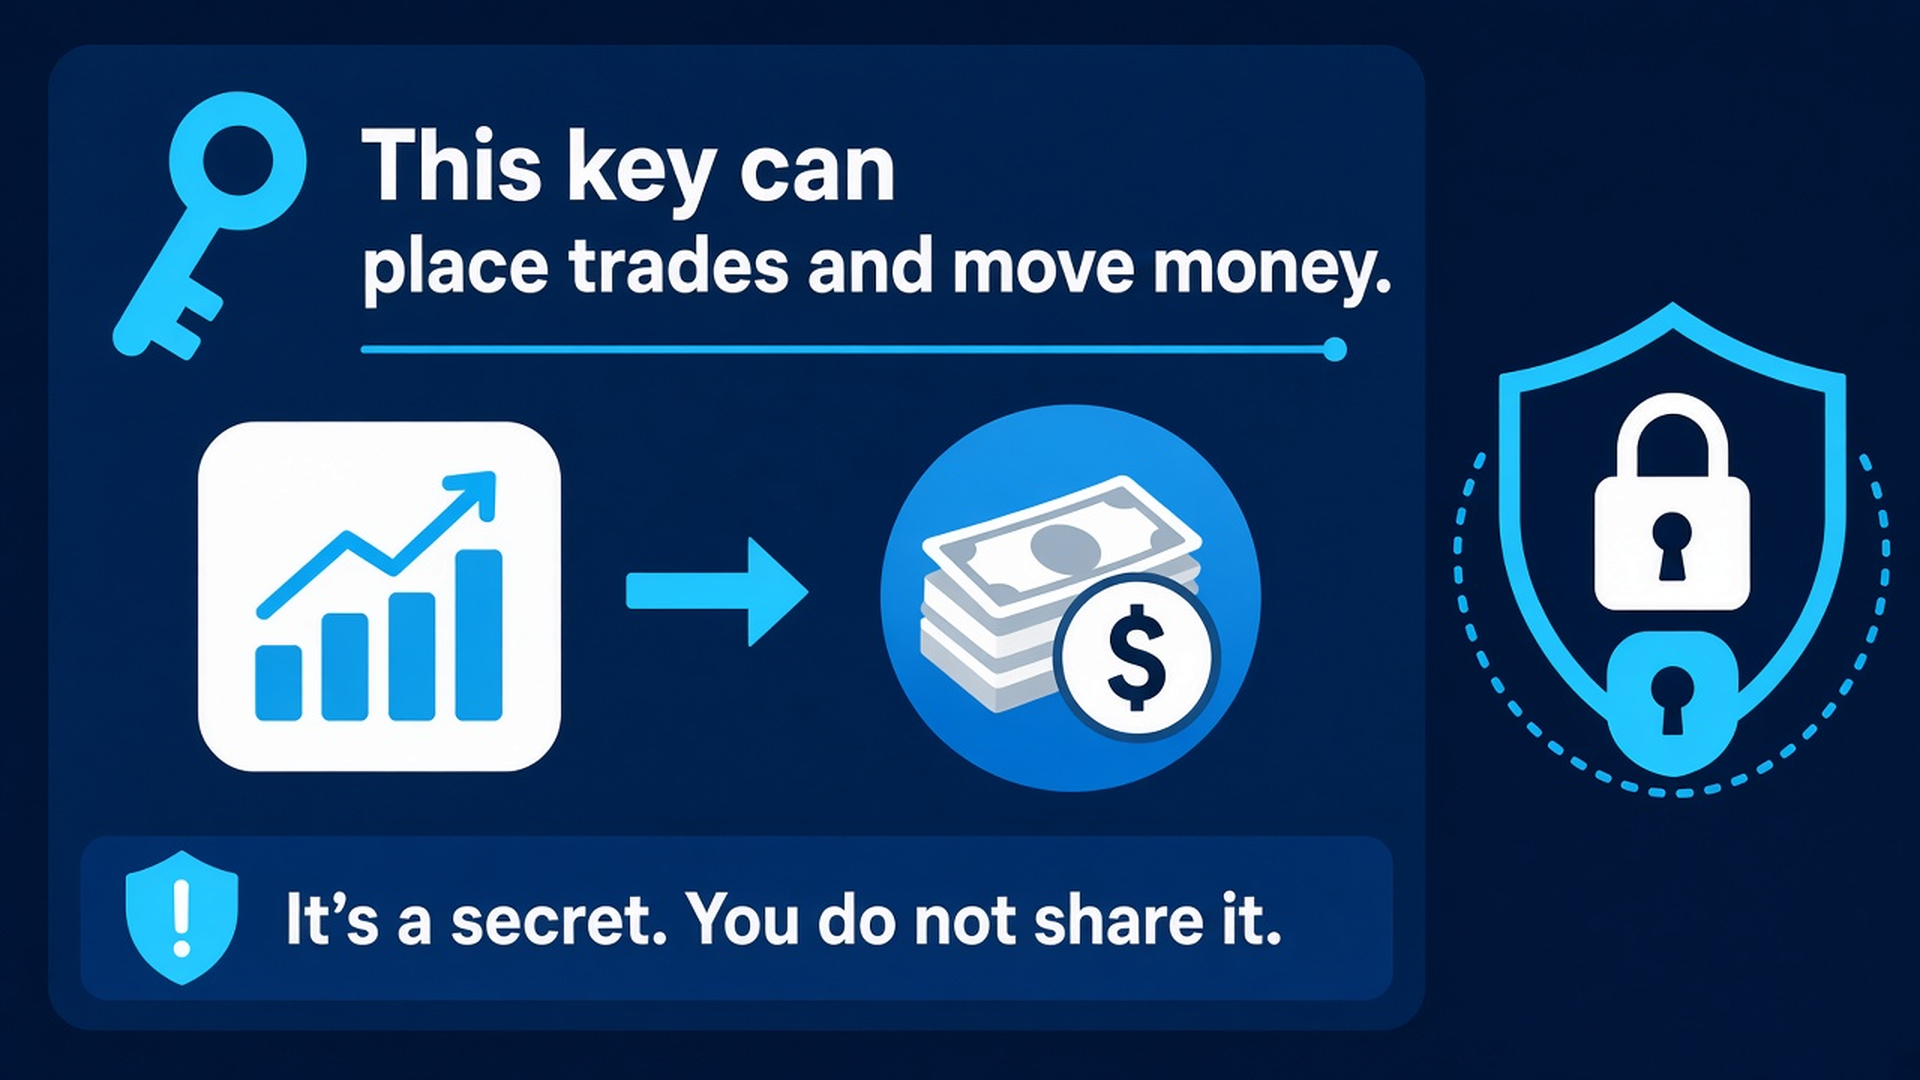 This key can
place trades and move money.
$
It’s a secret. You do not share it.